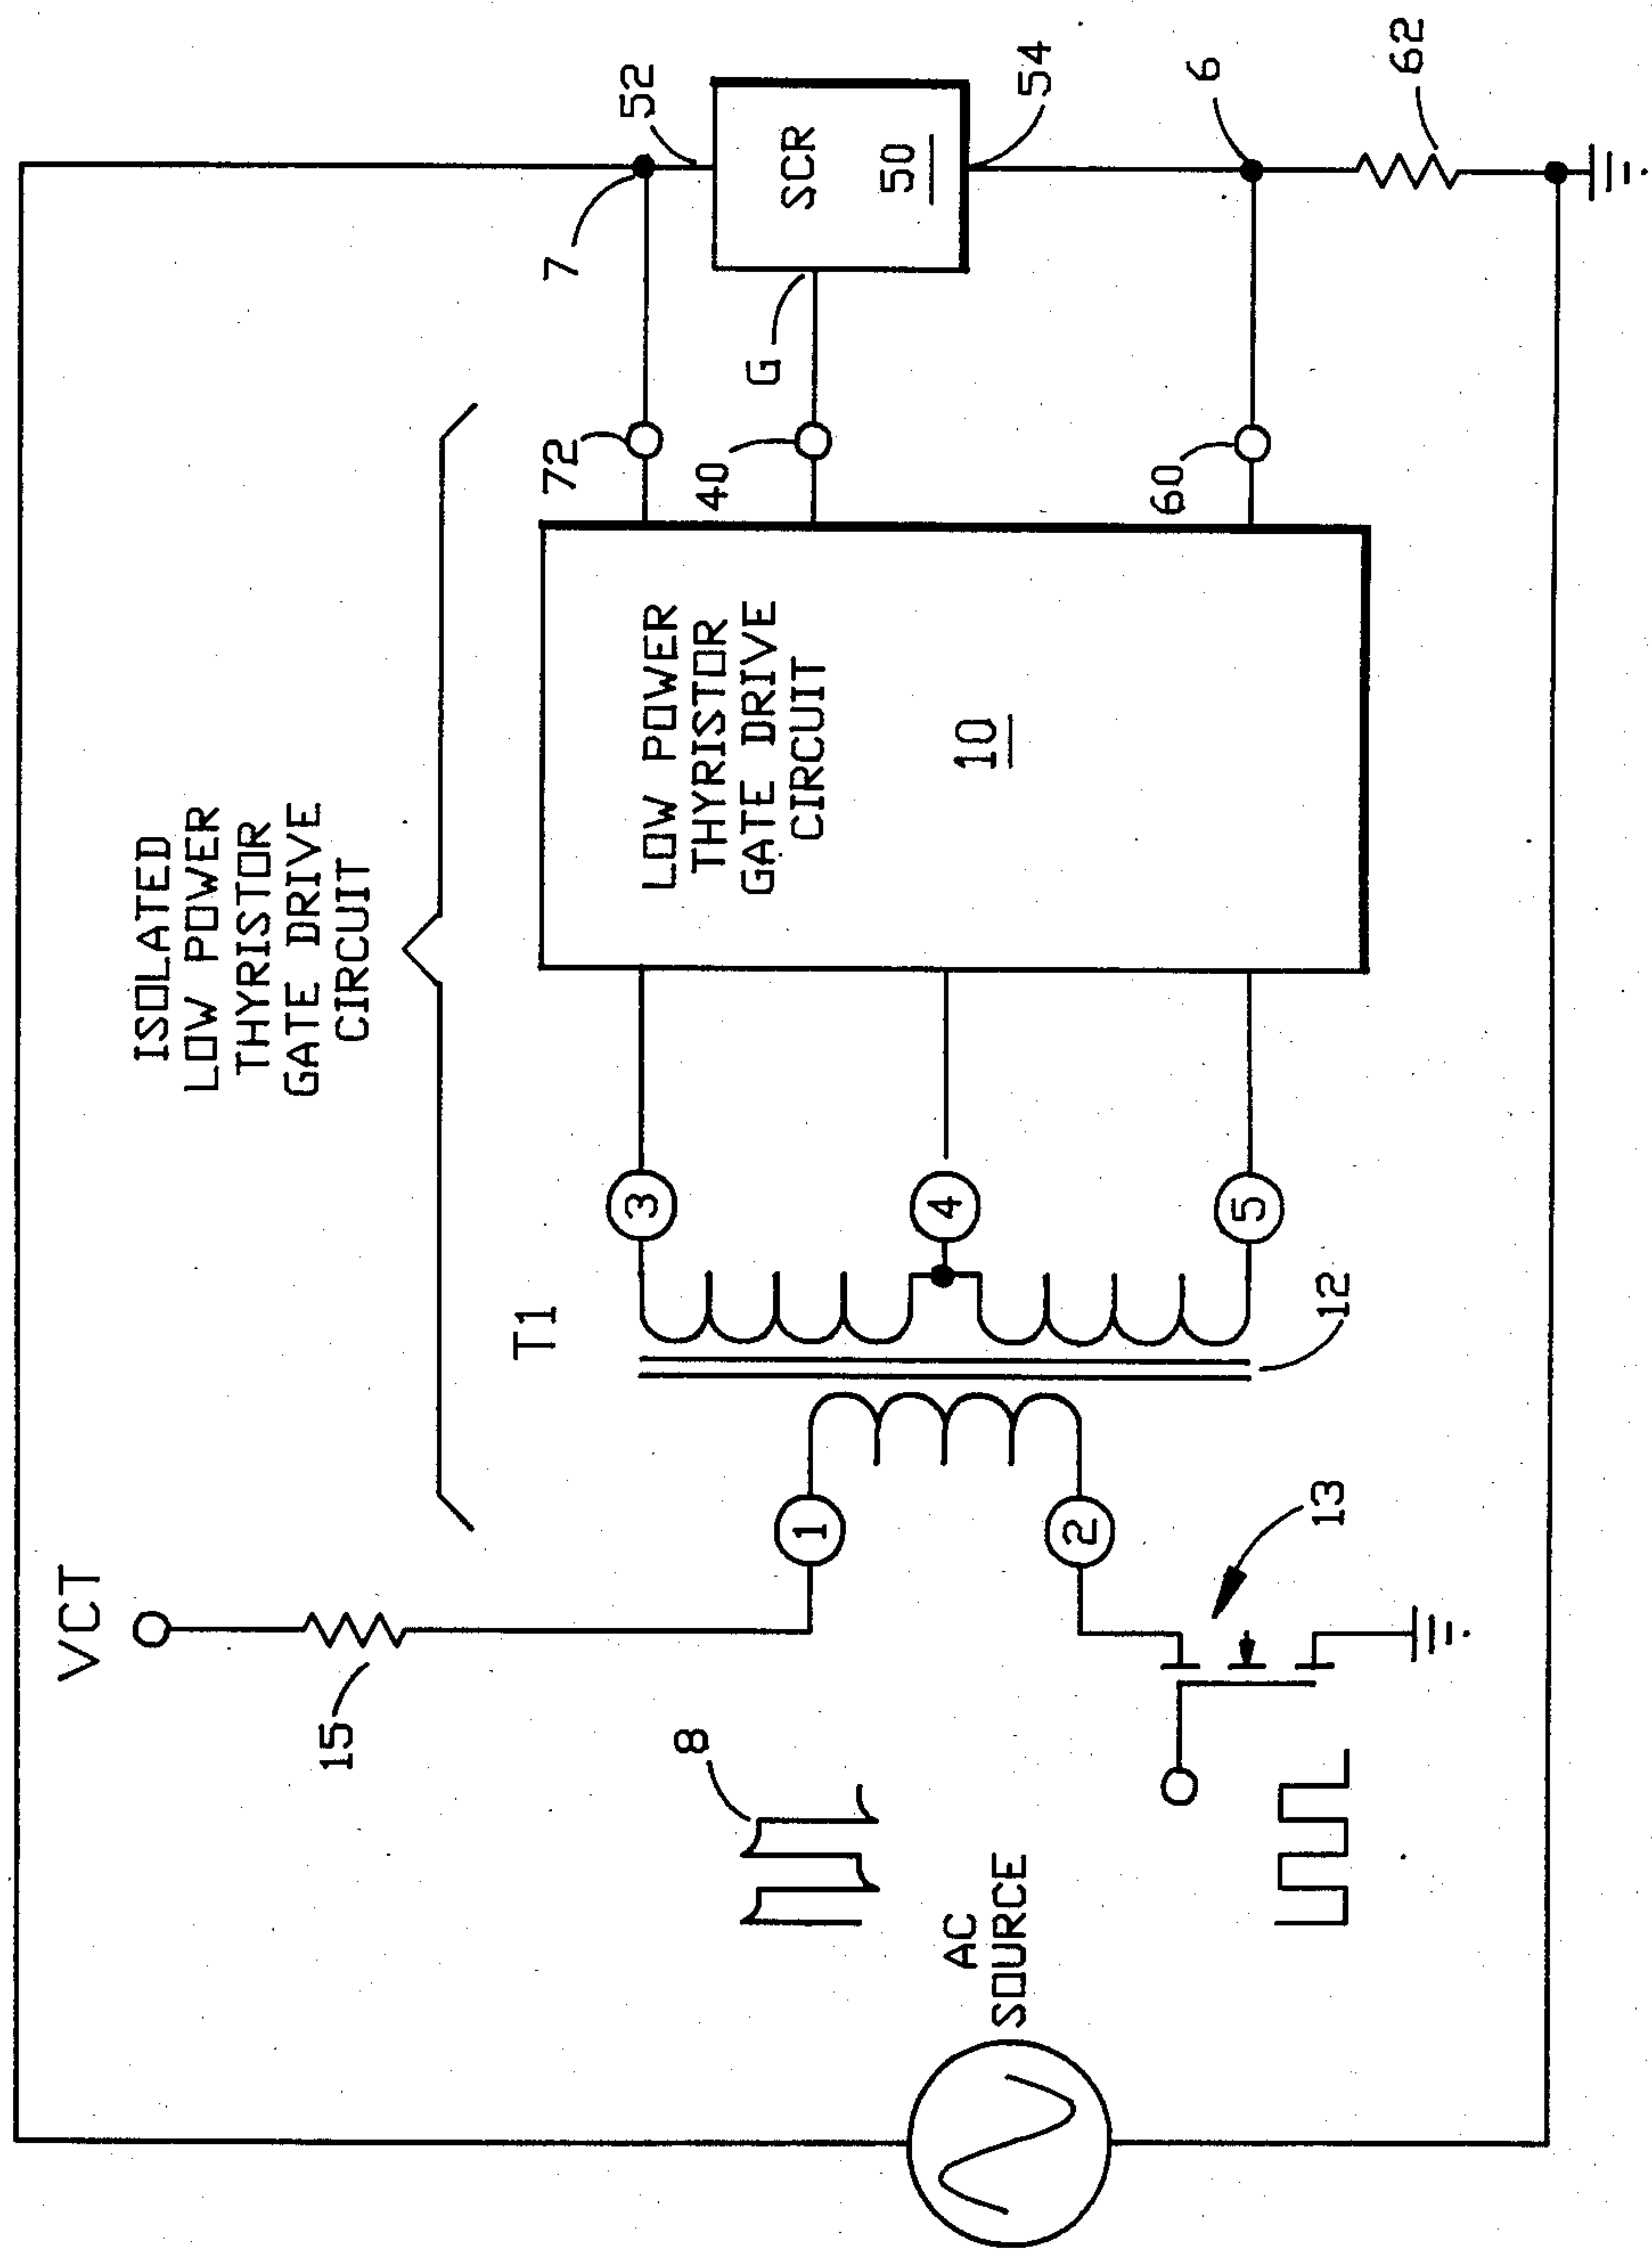 ISOLATED
LOW POWER
THYRISTOR
GATE DRIVE
CIRCUIT
VCT
15
T1
8
1
2
3
4
5
13
12
AC
SOURCE
LOW POWER
THYRISTOR
GATE DRIVE
CIRCUIT
10
72
40
60
7
52
G
SCR
50
54
6
62